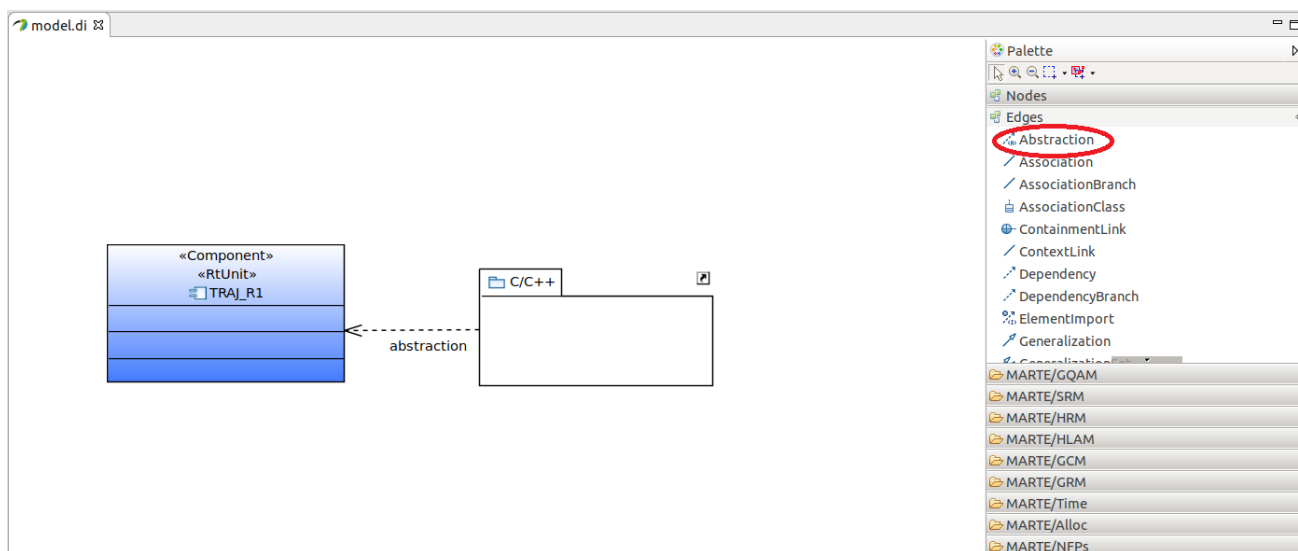 model.di
Palette
Nodes
Edges
Abstraction
Association
AssociationBranch
AssociationClass
ContainmentLink
ContextLink
Dependency
DependencyBranch
ElementImport
Generalization
GeneralizationSet
MARTE/GQAM
MARTE/SRM
MARTE/HRM
MARTE/HLAM
MARTE/GCM
MARTE/GRM
MARTE/Time
MARTE/Alloc
MARTE/NFPs
«Component»
«RtUnit»
TRAJ_R1
abstraction
C/C++